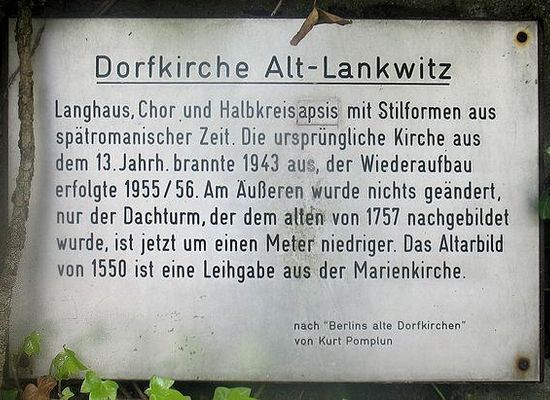 Dorfkirche Alt-Lankwitz
Langhaus, Chor und Halbkreisapsis mit Stilformen aus
spätromanischer Zeit. Die ursprüngliche Kirche aus
dem 13. Jahrh. brannte 1943 aus, der Wiederaufbau
erfolgte 1955/56. Am Äußeren wurde nichts geändert,
nur der Dachturm, der dem alten von 1757 nachgebildet
wurde, ist jetzt um einen Meter niedriger. Das Altarbild
von 1550 ist eine Leihgabe aus der Marienkirche.
nach "Berlins alte Dorfkirchen"
von Kurt Pomplun